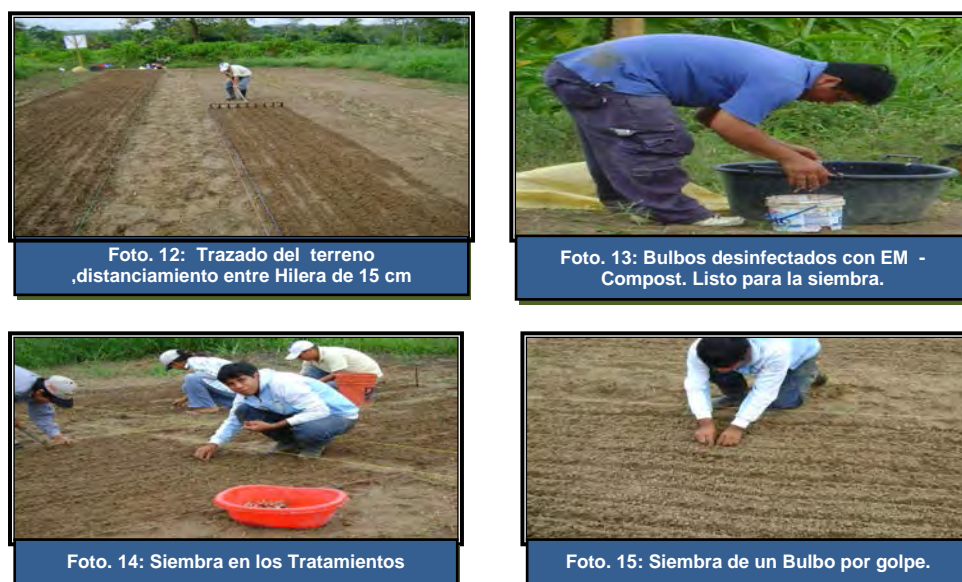 Foto. 12:  Trazado del  terreno
,distanciamiento entre Hilera de 15 cm
Foto. 13: Bulbos desinfectados con EM  -
Compost. Listo para la siembra.
Foto. 14: Siembra en los Tratamientos
Foto. 15: Siembra de un Bulbo por golpe.